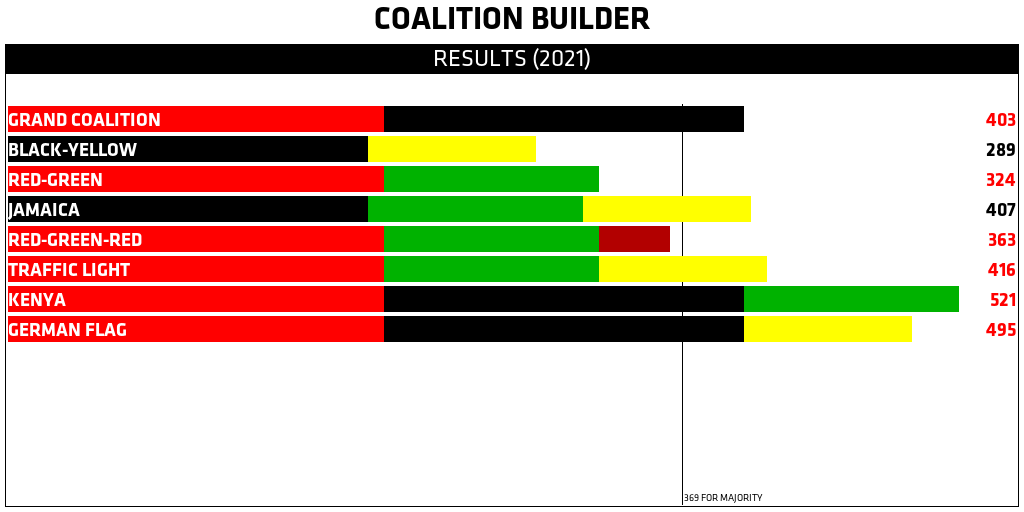 COALITION BUILDER
RESULTS (2021)
GRAND COALITION 403
BLACK-YELLOW 289
RED-GREEN 324
JAMAICA 407
RED-GREEN-RED 363
TRAFFIC LIGHT 416
KENYA 521
GERMAN FLAG 495
369 FOR MAJORITY